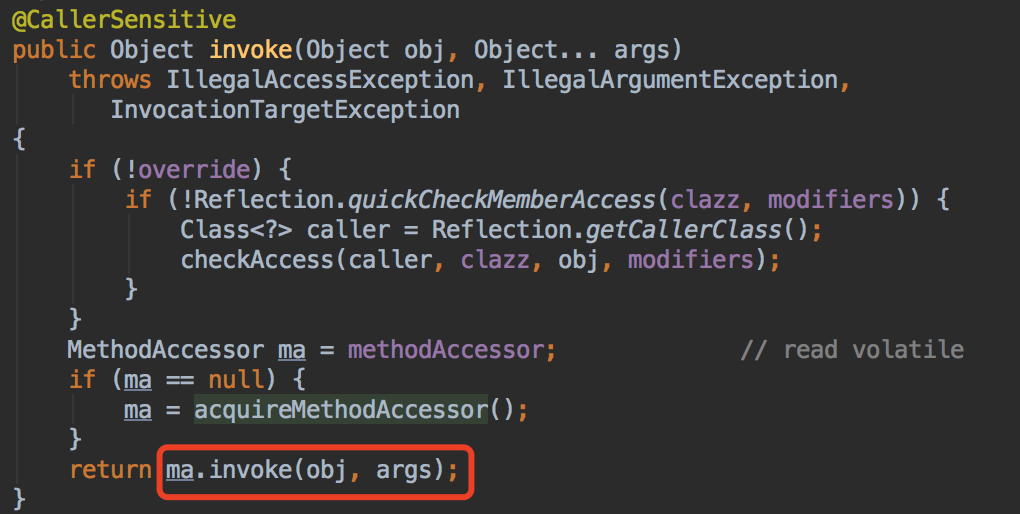 @CallerSensitive
public Object invoke(Object obj, Object... args)
    throws IllegalAccessException, IllegalArgumentException,
       InvocationTargetException
{
    if (!override) {
        if (!Reflection.quickCheckMemberAccess(clazz, modifiers)) {
            Class<?> caller = Reflection.getCallerClass();
            checkAccess(caller, clazz, obj, modifiers);
        }
    }
    MethodAccessor ma = methodAccessor;             // read volatile
    if (ma == null) {
        ma = acquireMethodAccessor();
    }
    return ma.invoke(obj, args);
}